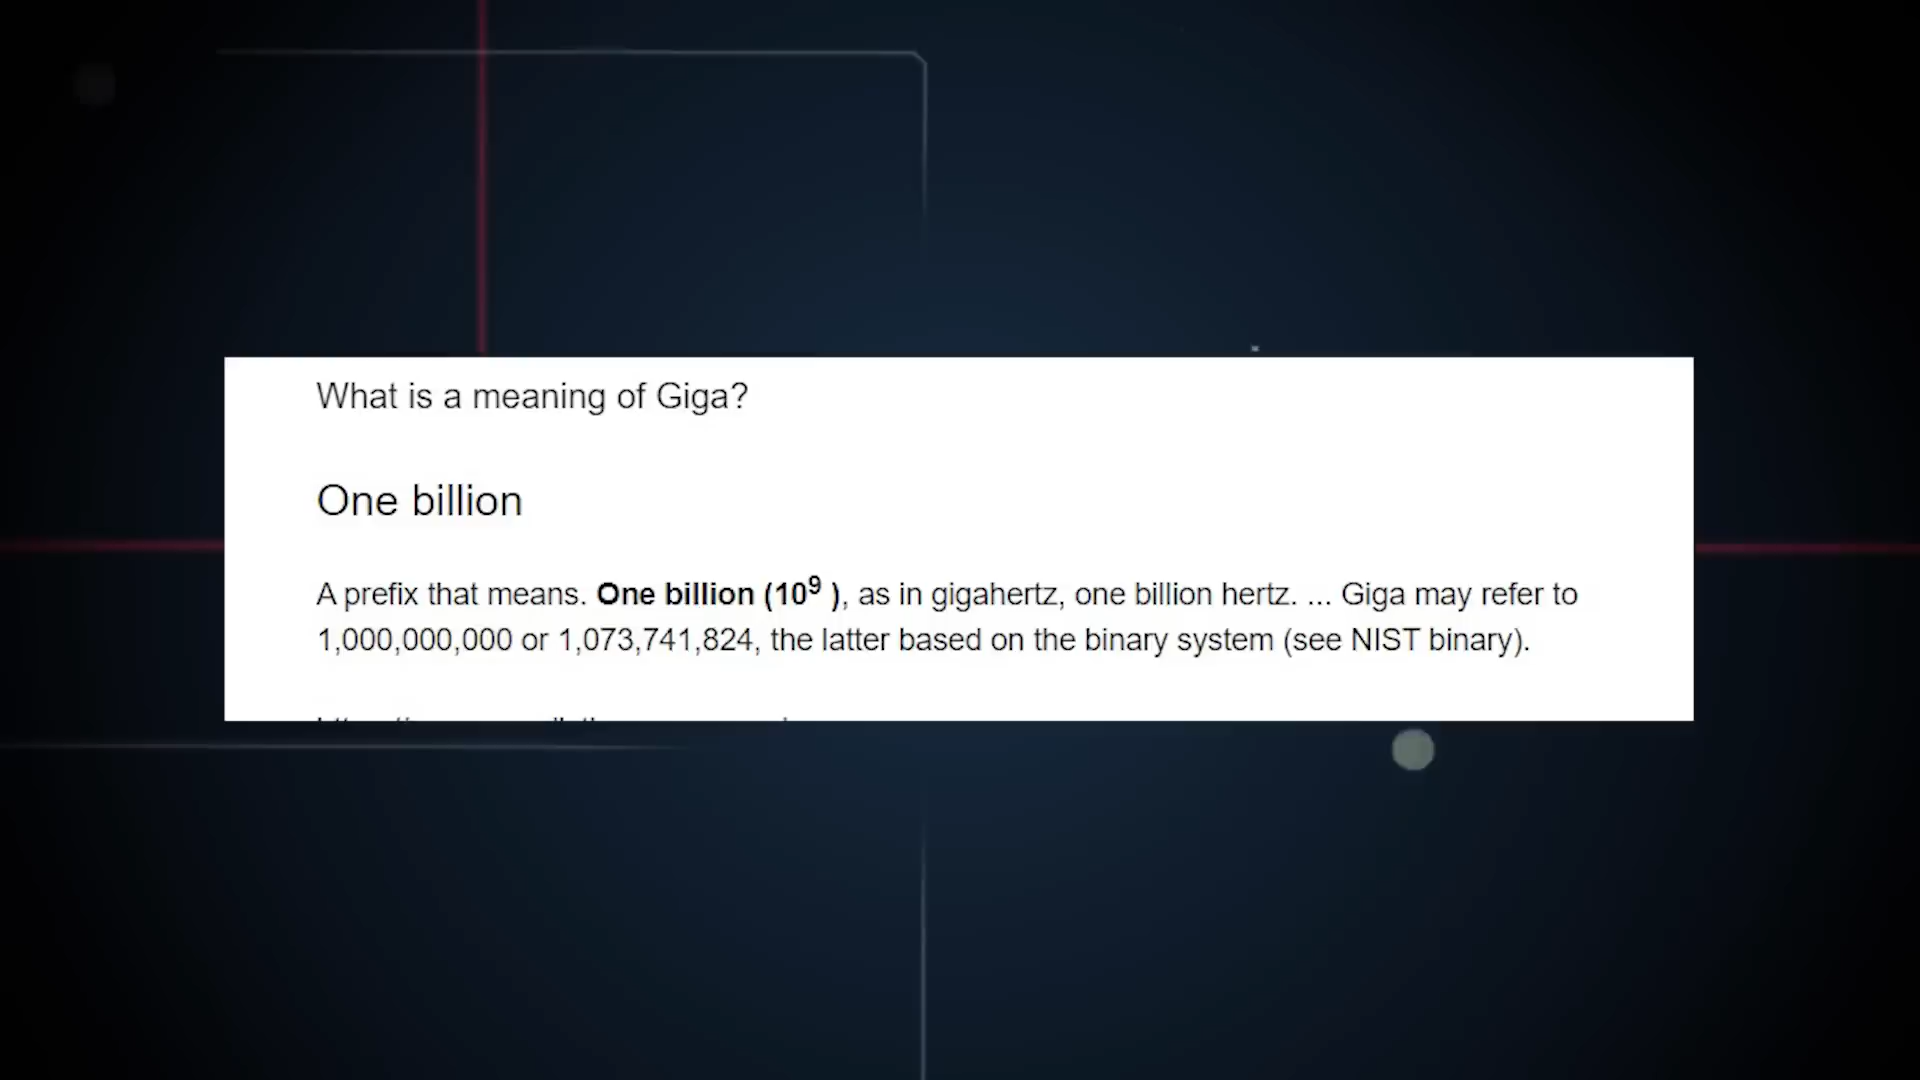 What is a meaning of Giga?
One billion
A prefix that means. One billion (10⁹ ), as in gigahertz, one billion hertz. ... Giga may refer to
1,000,000,000 or 1,073,741,824, the latter based on the binary system (see NIST binary).